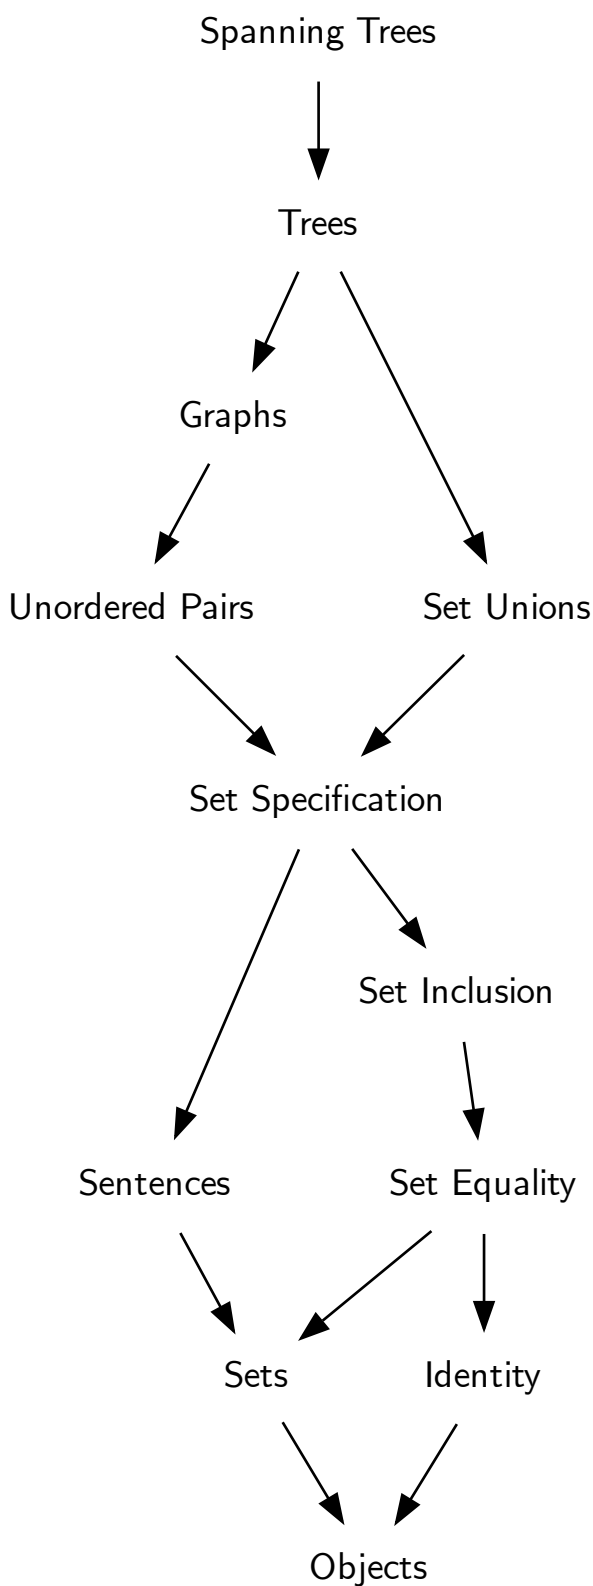 Spanning Trees
Trees
Graphs
Unordered Pairs
Set Unions
Set Specification
Set Inclusion
Sentences
Set Equality
Sets
Identity
Objects